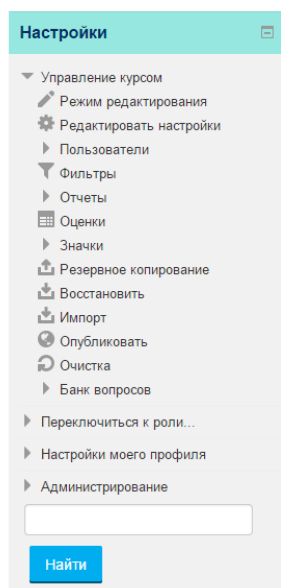 Настройки
Управление курсом
Режим редактирования
Редактировать настройки
Пользователи
Фильтры
Отчеты
Оценки
Значки
Резервное копирование
Восстановить
Импорт
Опубликовать
Очистка
Банк вопросов
Переключиться к роли...
Настройки моего профиля
Администрирование
Найти